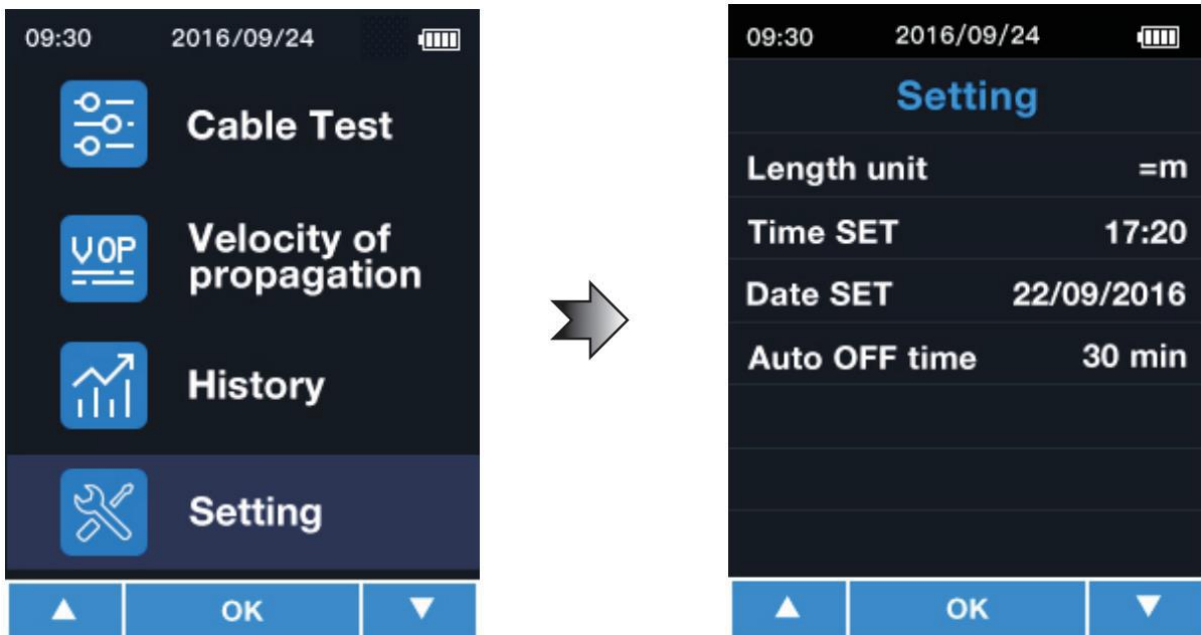 09:30 2016/09/24
Cable Test
VOP
Velocity of
propagation
History
Setting
▲ OK ▼
09:30 2016/09/24
Setting
Length unit =m
Time SET 17:20
Date SET 22/09/2016
Auto OFF time 30 min
▲ OK ▼